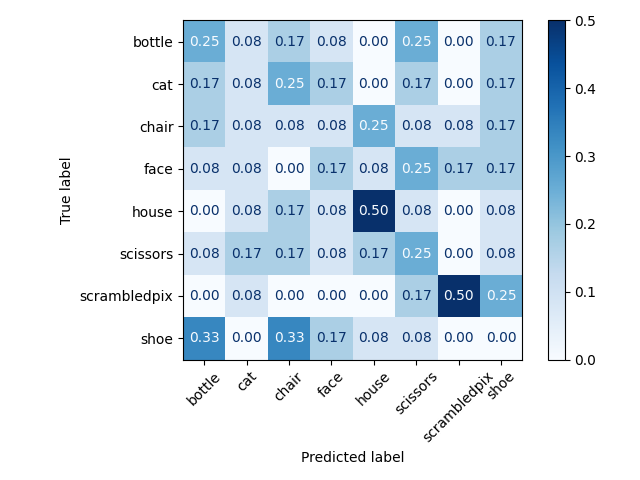 bottle 0.25 0.08 0.17 0.08 0.00 0.25 0.00 0.17
cat 0.17 0.08 0.25 0.17 0.00 0.17 0.00 0.17
chair 0.17 0.08 0.08 0.08 0.25 0.08 0.08 0.17
face 0.08 0.08 0.00 0.17 0.08 0.25 0.17 0.17
house 0.00 0.08 0.17 0.08 0.50 0.08 0.00 0.08
scissors 0.08 0.17 0.17 0.08 0.17 0.25 0.00 0.08
scrambledpix 0.00 0.08 0.00 0.00 0.00 0.17 0.50 0.25
shoe 0.33 0.00 0.33 0.17 0.08 0.08 0.00 0.00
bottle cat chair face house scissors scrambledpix shoe
Predicted label
True label
0.5
0.4
0.3
0.2
0.1
0.0